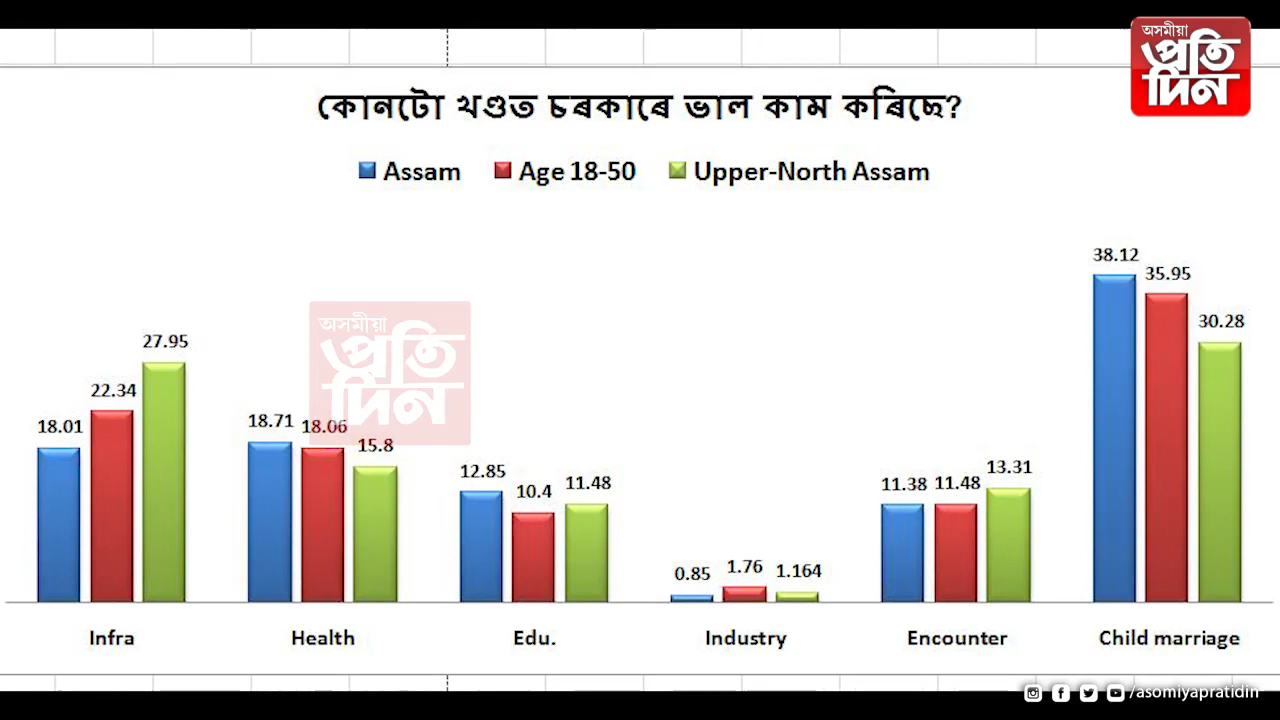 অসমীয়া
প্ৰতি
দিন
কোনটো খণ্ডত চৰকাৰে ভাল কাম কৰিছে?
Assam Age 18-50 Upper-North Assam
18.01 22.34 27.95 18.71 18.06 15.8 12.85 10.4 11.48 0.85 1.76 1.164 11.38 11.48 13.31 38.12 35.95 30.28
অসমীয়া
প্ৰতি
দিন
Infra Health Edu. Industry Encounter Child marriage
/asomiyapratidin